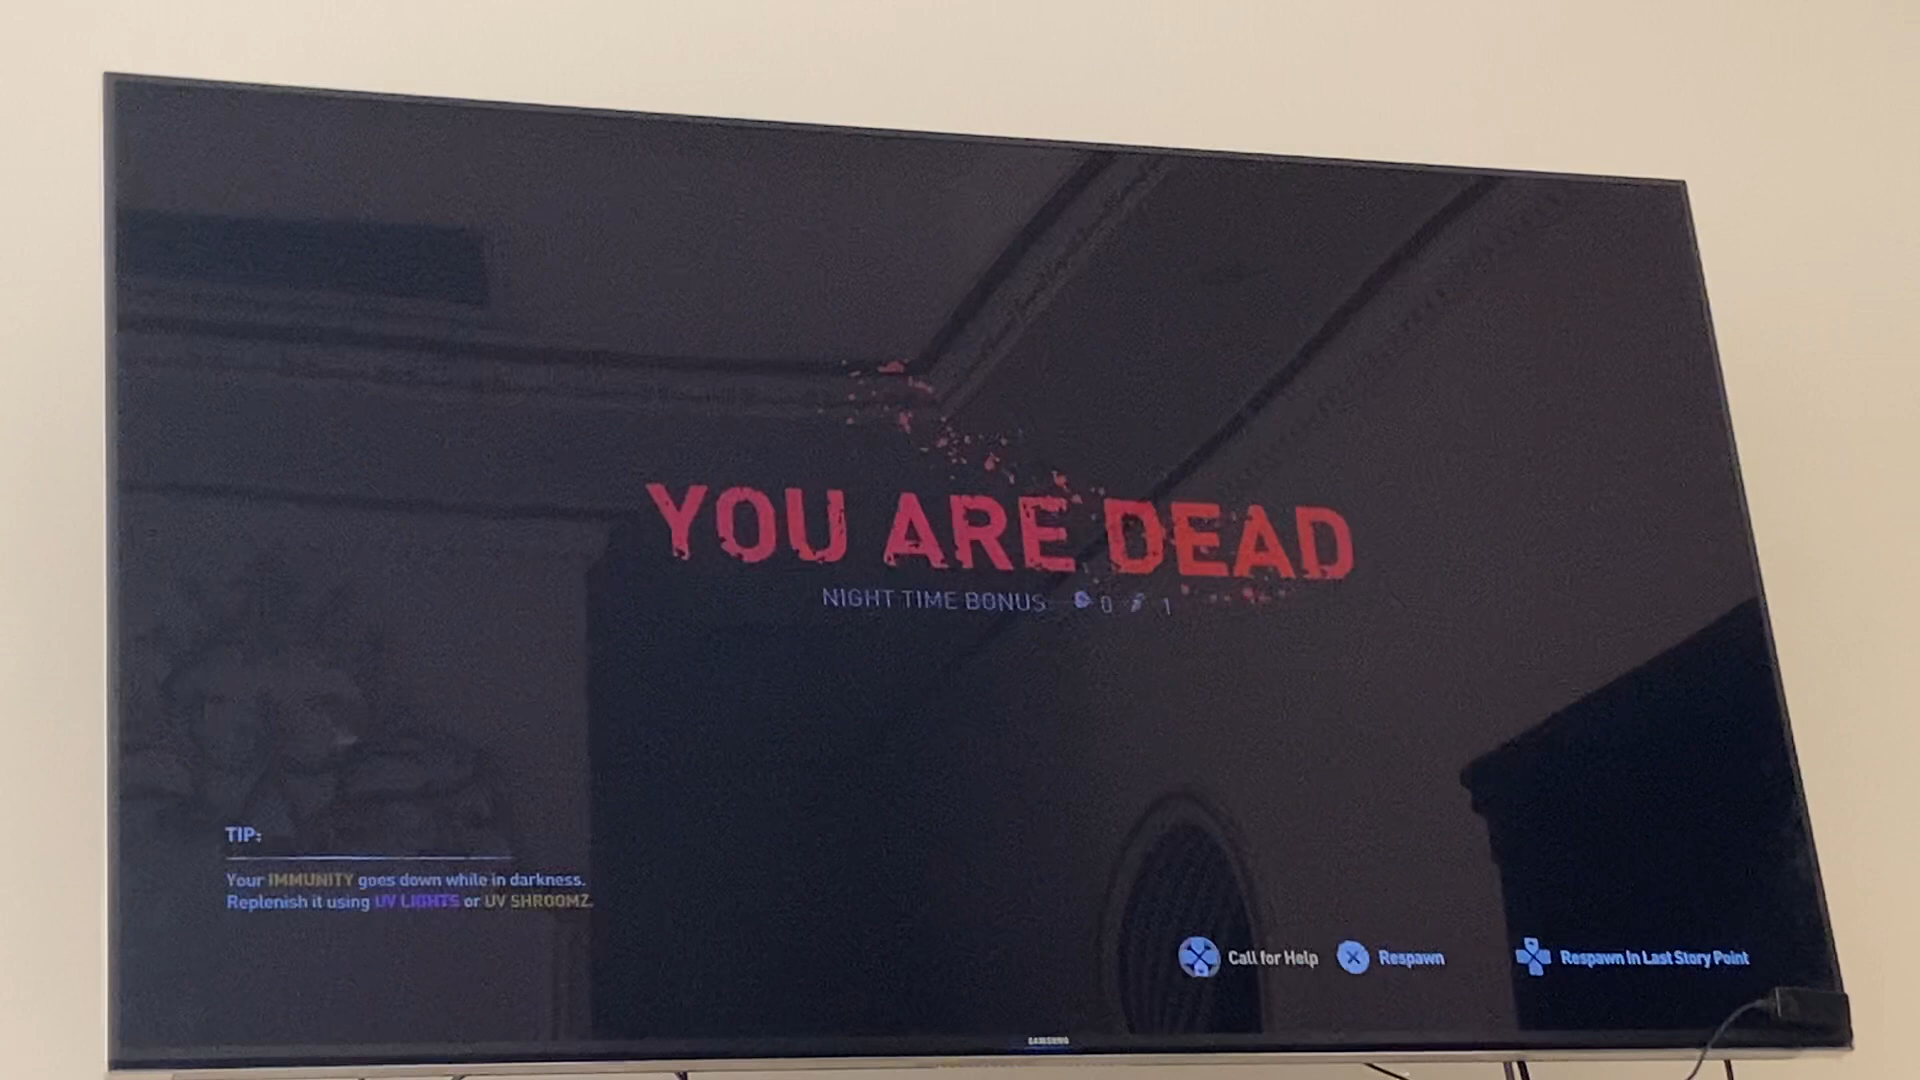 YOU ARE DEAD
NIGHT TIME BONUS: 0 1
TIP:
Your IMMUNITY goes down while in darkness.
Replenish it using UV LIGHTS or UV SHROOMZ.
Call for Help Respawn Respawn In Last Story Point
SAMSUNG